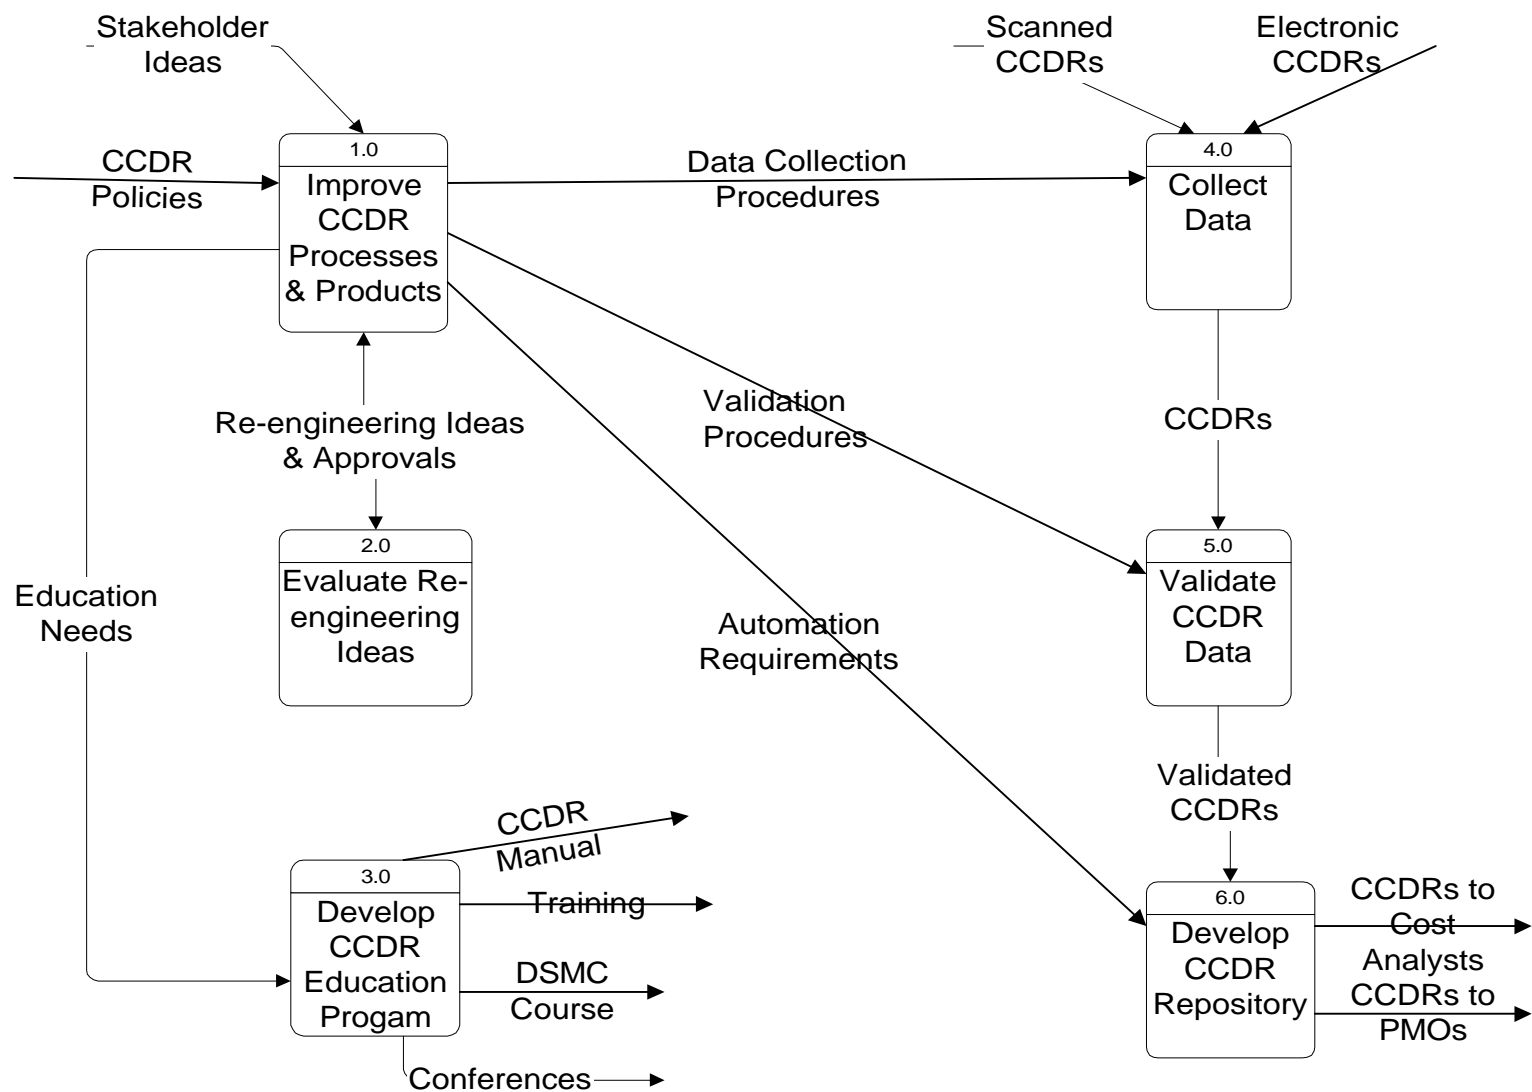 Stakeholder
Ideas
Scanned
CCDRs
Electronic
CCDRs
CCDR
Policies
1.0
Improve
CCDR
Processes
& Products
Data Collection
Procedures
4.0
Collect
Data
Re-engineering Ideas
& Approvals
Validation
Procedures
CCDRs
2.0
Evaluate Re-
engineering
Ideas
5.0
Validate
CCDR
Data
Education
Needs
Automation
Requirements
Validated
CCDRs
CCDR
Manual
3.0
Develop
CCDR
Education
Progam
Training
DSMC
Course
Conferences
6.0
Develop
CCDR
Repository
CCDRs to
Cost
Analysts
CCDRs to
PMOs